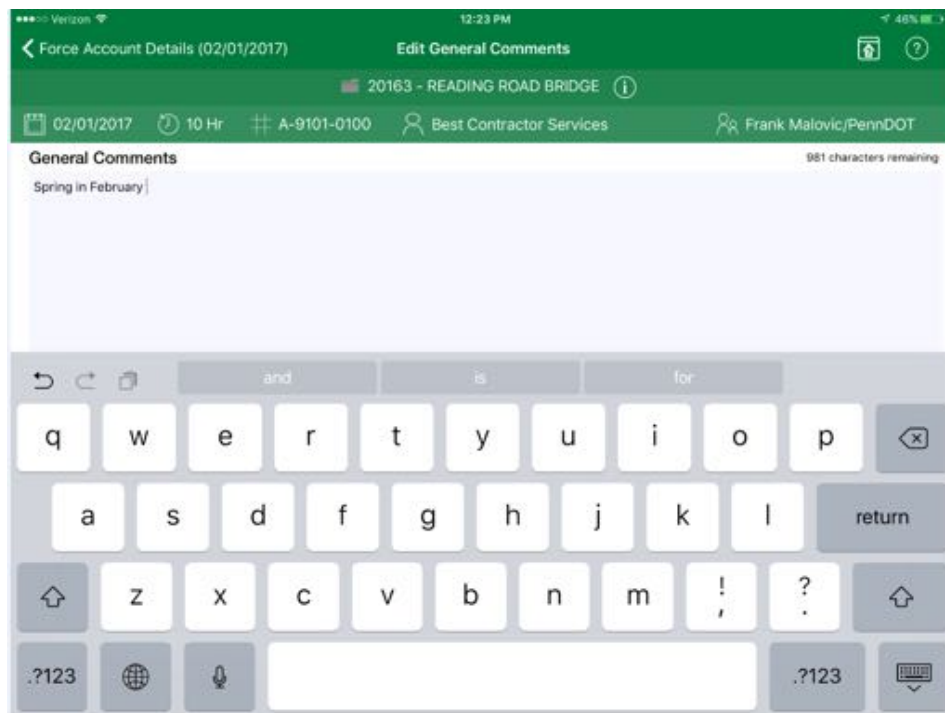 Verizon 12:23 PM 46%
Force Account Details (02/01/2017) Edit General Comments ?
20163 - READING ROAD BRIDGE i
02/01/2017 10 Hr # A-9101-0100 Best Contractor Services Frank Malovic/PennDOT
General Comments 981 characters remaining
Spring in February
and is for
q w e r t y u i o p
a s d f g h j k l return
z x c v b n m ! , ? .
.?123 .?123